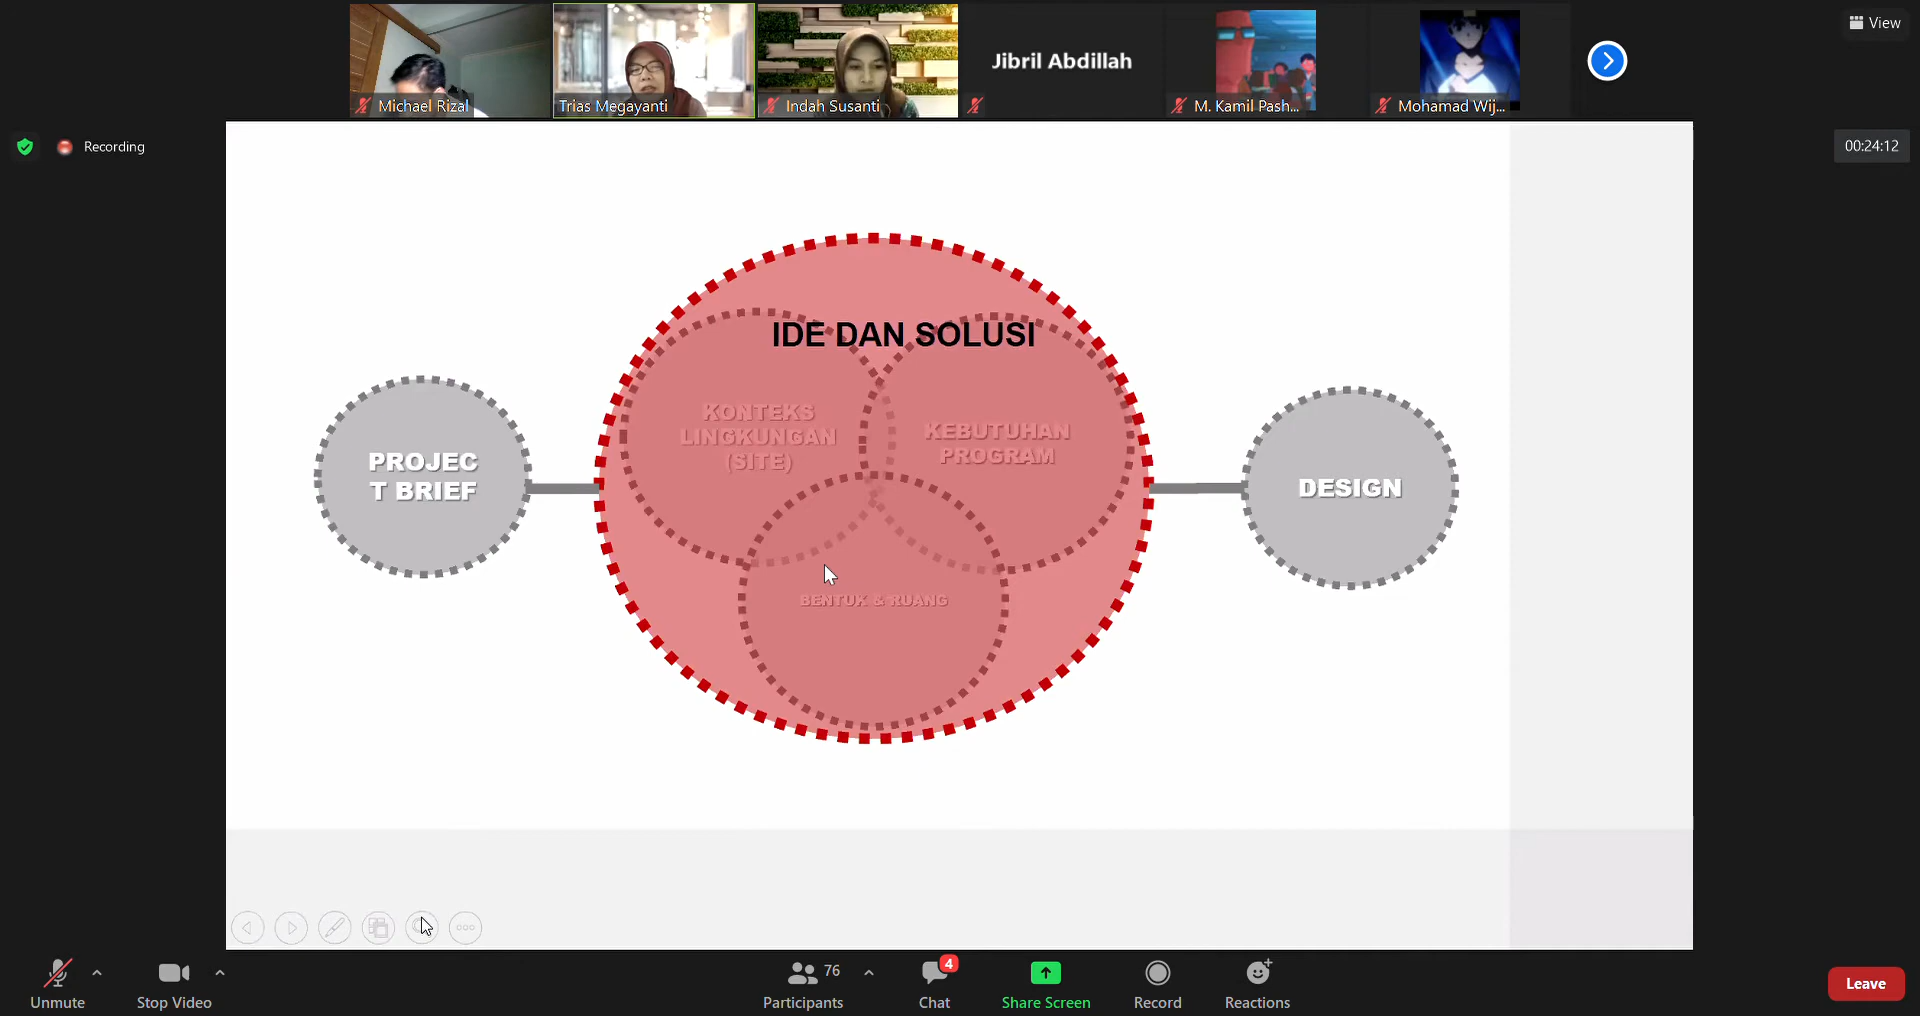 View
Michael Rizal
Trias Megayanti
Indah Susanti
Jibril Abdillah
M. Kamil Pash...
Mohamad Wij...
Recording
00:24:12
IDE DAN SOLUSI
KONTEKS
LINGKUNGAN
(SITE)
KEBUTUHAN
PROGRAM
PROJEC
T BRIEF
BENTUK & RUANG
DESIGN
Unmute
Stop Video
76
Participants
4
Chat
Share Screen
Record
Reactions
Leave